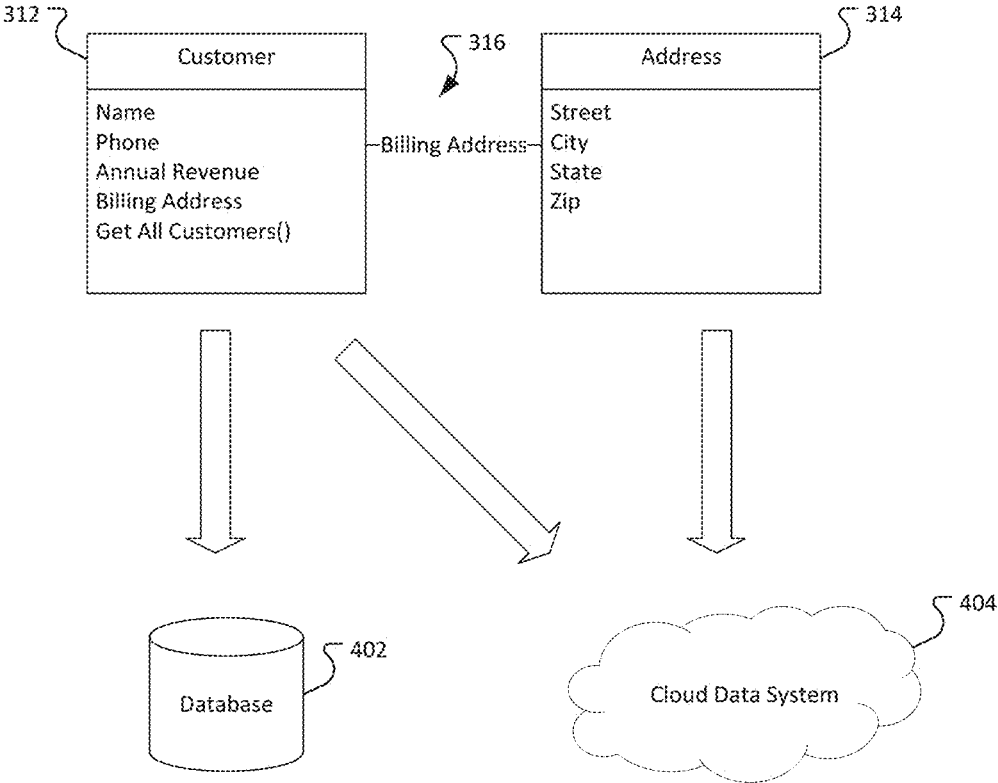 312
314
316
Customer
Address
Name
Phone
Annual Revenue
Billing Address
Get All Customers()
Billing Address
Street
City
State
Zip
402
404
Database
Cloud Data System